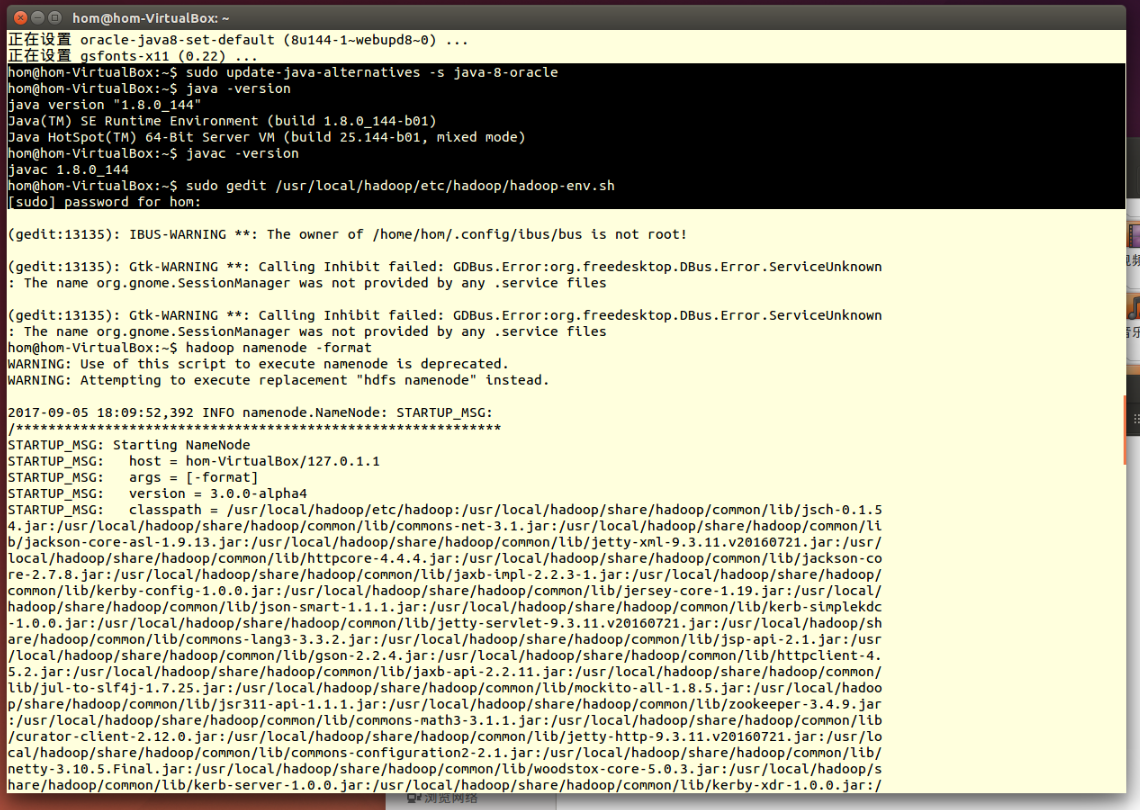 hom@hom-VirtualBox: ~
正在设置 oracle-java8-set-default (8u144-1~webupd8~0) ...
正在设置 gsfonts-x11 (0.22) ...
hom@hom-VirtualBox:~$ sudo update-java-alternatives -s java-8-oracle
hom@hom-VirtualBox:~$ java -version
java version "1.8.0_144"
Java(TM) SE Runtime Environment (build 1.8.0_144-b01)
Java HotSpot(TM) 64-Bit Server VM (build 25.144-b01, mixed mode)
hom@hom-VirtualBox:~$ javac -version
javac 1.8.0_144
hom@hom-VirtualBox:~$ sudo gedit /usr/local/hadoop/etc/hadoop/hadoop-env.sh
[sudo] password for hom:
(gedit:13135): IBUS-WARNING **: The owner of /home/hom/.config/ibus/bus is not root!
(gedit:13135): Gtk-WARNING **: Calling Inhibit failed: GDBus.Error:org.freedesktop.DBus.Error.ServiceUnknown
: The name org.gnome.SessionManager was not provided by any .service files
(gedit:13135): Gtk-WARNING **: Calling Inhibit failed: GDBus.Error:org.freedesktop.DBus.Error.ServiceUnknown
: The name org.gnome.SessionManager was not provided by any .service files
hom@hom-VirtualBox:~$ hadoop namenode -format
WARNING: Use of this script to execute namenode is deprecated.
WARNING: Attempting to execute replacement "hdfs namenode" instead.
2017-09-05 18:09:52,392 INFO namenode.NameNode: STARTUP_MSG:
/************************************************************
STARTUP_MSG: Starting NameNode
STARTUP_MSG:   host = hom-VirtualBox/127.0.1.1
STARTUP_MSG:   args = [-format]
STARTUP_MSG:   version = 3.0.0-alpha4
STARTUP_MSG:   classpath = /usr/local/hadoop/etc/hadoop:/usr/local/hadoop/share/hadoop/common/lib/jsch-0.1.5
4.jar:/usr/local/hadoop/share/hadoop/common/lib/commons-net-3.1.jar:/usr/local/hadoop/share/hadoop/common/li
b/jackson-core-asl-1.9.13.jar:/usr/local/hadoop/share/hadoop/common/lib/jetty-xml-9.3.11.v20160721.jar:/usr/
local/hadoop/share/hadoop/common/lib/httpcore-4.4.4.jar:/usr/local/hadoop/share/hadoop/common/lib/jackson-co
re-2.7.8.jar:/usr/local/hadoop/share/hadoop/common/lib/jaxb-impl-2.2.3-1.jar:/usr/local/hadoop/share/hadoop/
common/lib/kerby-config-1.0.0.jar:/usr/local/hadoop/share/hadoop/common/lib/jersey-core-1.19.jar:/usr/local/
hadoop/share/hadoop/common/lib/json-smart-1.1.1.jar:/usr/local/hadoop/share/hadoop/common/lib/kerb-simplekdc
-1.0.0.jar:/usr/local/hadoop/share/hadoop/common/lib/jetty-servlet-9.3.11.v20160721.jar:/usr/local/hadoop/sh
are/hadoop/common/lib/commons-lang3-3.3.2.jar:/usr/local/hadoop/share/hadoop/common/lib/jsp-api-2.1.jar:/usr
/local/hadoop/share/hadoop/common/lib/gson-2.2.4.jar:/usr/local/hadoop/share/hadoop/common/lib/httpclient-4.
5.2.jar:/usr/local/hadoop/share/hadoop/common/lib/jaxb-api-2.2.11.jar:/usr/local/hadoop/share/hadoop/common/
lib/jul-to-slf4j-1.7.25.jar:/usr/local/hadoop/share/hadoop/common/lib/mockito-all-1.8.5.jar:/usr/local/hadoo
p/share/hadoop/common/lib/jsr311-api-1.1.1.jar:/usr/local/hadoop/share/hadoop/common/lib/zookeeper-3.4.9.jar
:/usr/local/hadoop/share/hadoop/common/lib/commons-math3-3.1.1.jar:/usr/local/hadoop/share/hadoop/common/lib
/curator-client-2.12.0.jar:/usr/local/hadoop/share/hadoop/common/lib/jetty-http-9.3.11.v20160721.jar:/usr/lo
cal/hadoop/share/hadoop/common/lib/commons-configuration2-2.1.jar:/usr/local/hadoop/share/hadoop/common/lib/
netty-3.10.5.Final.jar:/usr/local/hadoop/share/hadoop/common/lib/woodstox-core-5.0.3.jar:/usr/local/hadoop/s
hare/hadoop/common/lib/kerb-server-1.0.0.jar:/usr/local/hadoop/share/hadoop/common/lib/kerby-xdr-1.0.0.jar:/
视频
音乐
浏览网络